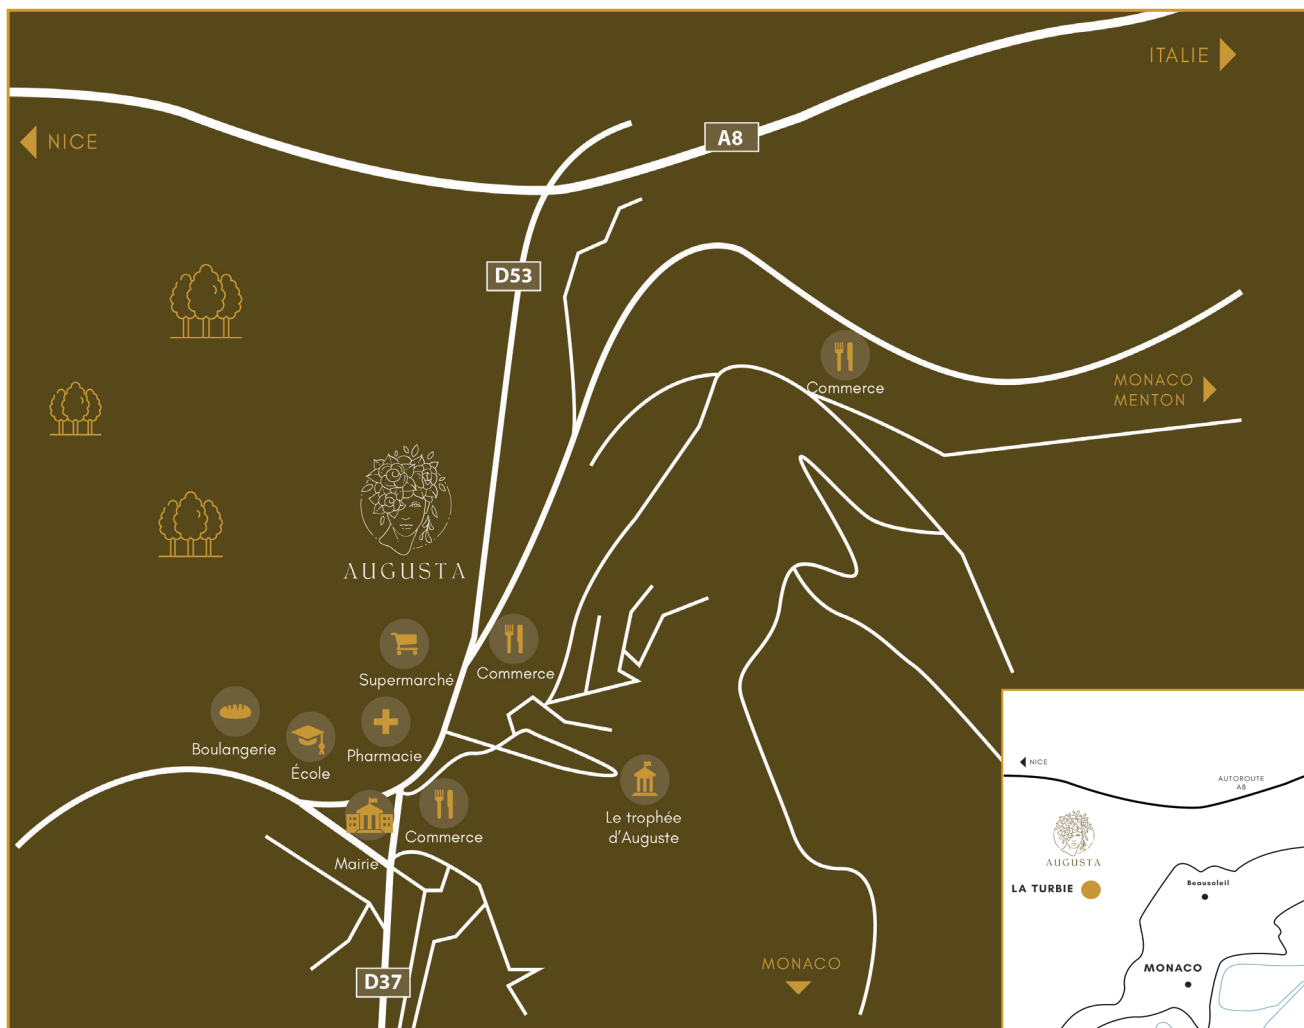 ITALIE
NICE
A8
D53
Commerce
MONACO
MENTON
AUGUSTA
Supermarché
Commerce
Boulangerie
École
Pharmacie
Le trophée
d'Auguste
Commerce
Mairie
D37
MONACO
NICE
AUTOROUTE
A8
AUGUSTA
LA TURBIE
Beausoleil
MONACO